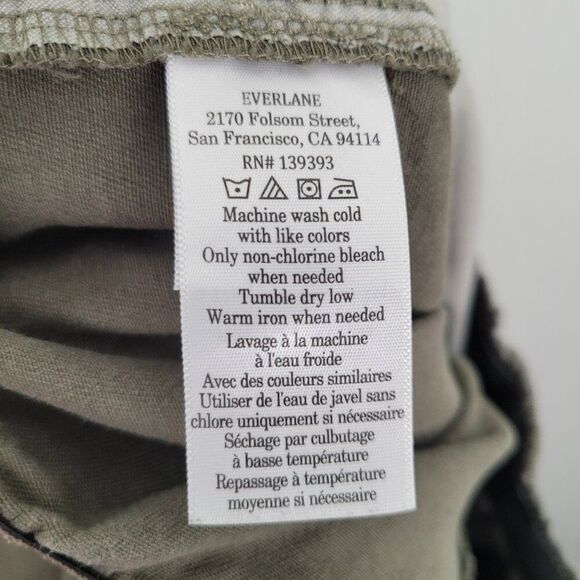 EVERLANE
2170 Folsom Street,
San Francisco, CA 94114
RN# 139393
Machine wash cold
with like colors
Only non-chlorine bleach
when needed
Tumble dry low
Warm iron when needed
Lavage à la machine
à l'eau froide
Avec des couleurs similaires
Utiliser de l'eau de javel sans
chlore uniquement si nécessaire
Séchage par culbutage
à basse température
Repassage à température
moyenne si nécessaire